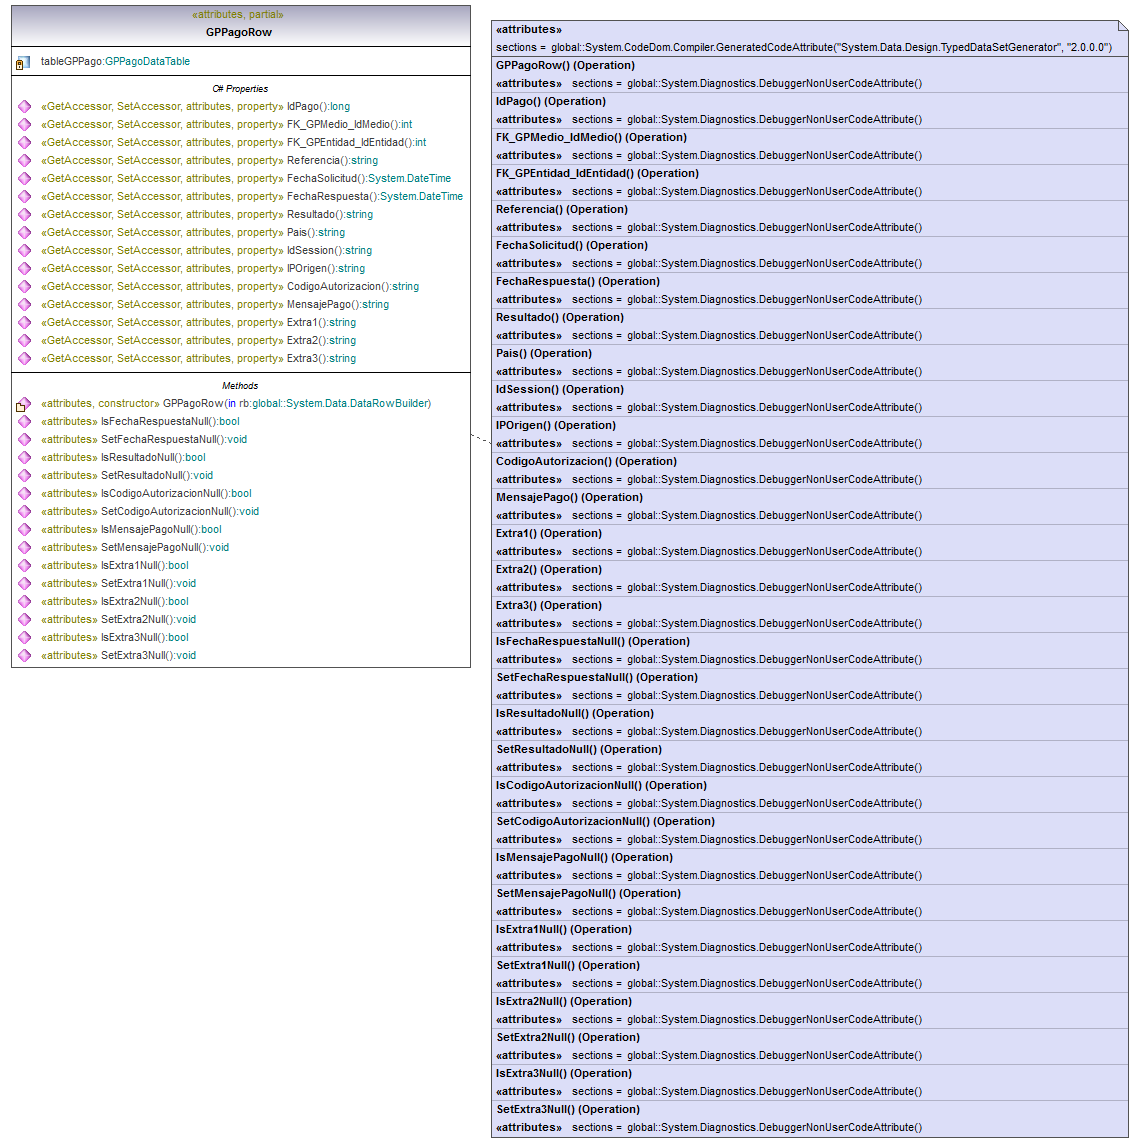 «attributes, partial»
GPPagoRow
tableGPPago:GPPagoDataTable
C# Properties
«GetAccessor, SetAccessor, attributes, property» IdPago():long
«GetAccessor, SetAccessor, attributes, property» FK_GPMedio_IdMedio():int
«GetAccessor, SetAccessor, attributes, property» FK_GPEntidad_IdEntidad():int
«GetAccessor, SetAccessor, attributes, property» Referencia():string
«GetAccessor, SetAccessor, attributes, property» FechaSolicitud():System.DateTime
«GetAccessor, SetAccessor, attributes, property» FechaRespuesta():System.DateTime
«GetAccessor, SetAccessor, attributes, property» Resultado():string
«GetAccessor, SetAccessor, attributes, property» Pais():string
«GetAccessor, SetAccessor, attributes, property» IdSession():string
«GetAccessor, SetAccessor, attributes, property» IPOrigen():string
«GetAccessor, SetAccessor, attributes, property» CodigoAutorizacion():string
«GetAccessor, SetAccessor, attributes, property» MensajePago():string
«GetAccessor, SetAccessor, attributes, property» Extra1():string
«GetAccessor, SetAccessor, attributes, property» Extra2():string
«GetAccessor, SetAccessor, attributes, property» Extra3():string
Methods
«attributes, constructor» GPPagoRow(in rb:global::System.Data.DataRowBuilder)
«attributes» IsFechaRespuestaNull():bool
«attributes» SetFechaRespuestaNull():void
«attributes» IsResultadoNull():bool
«attributes» SetResultadoNull():void
«attributes» IsCodigoAutorizacionNull():bool
«attributes» SetCodigoAutorizacionNull():void
«attributes» IsMensajePagoNull():bool
«attributes» SetMensajePagoNull():void
«attributes» IsExtra1Null():bool
«attributes» SetExtra1Null():void
«attributes» IsExtra2Null():bool
«attributes» SetExtra2Null():void
«attributes» IsExtra3Null():bool
«attributes» SetExtra3Null():void
«attributes»
sections = global::System.CodeDom.Compiler.GeneratedCodeAttribute("System.Data.Design.TypedDataSetGenerator", "2.0.0.0")
GPPagoRow() (Operation)
«attributes» sections = global::System.Diagnostics.DebuggerNonUserCodeAttribute()
IdPago() (Operation)
«attributes» sections = global::System.Diagnostics.DebuggerNonUserCodeAttribute()
FK_GPMedio_IdMedio() (Operation)
«attributes» sections = global::System.Diagnostics.DebuggerNonUserCodeAttribute()
FK_GPEntidad_IdEntidad() (Operation)
«attributes» sections = global::System.Diagnostics.DebuggerNonUserCodeAttribute()
Referencia() (Operation)
«attributes» sections = global::System.Diagnostics.DebuggerNonUserCodeAttribute()
FechaSolicitud() (Operation)
«attributes» sections = global::System.Diagnostics.DebuggerNonUserCodeAttribute()
FechaRespuesta() (Operation)
«attributes» sections = global::System.Diagnostics.DebuggerNonUserCodeAttribute()
Resultado() (Operation)
«attributes» sections = global::System.Diagnostics.DebuggerNonUserCodeAttribute()
Pais() (Operation)
«attributes» sections = global::System.Diagnostics.DebuggerNonUserCodeAttribute()
IdSession() (Operation)
«attributes» sections = global::System.Diagnostics.DebuggerNonUserCodeAttribute()
IPOrigen() (Operation)
«attributes» sections = global::System.Diagnostics.DebuggerNonUserCodeAttribute()
CodigoAutorizacion() (Operation)
«attributes» sections = global::System.Diagnostics.DebuggerNonUserCodeAttribute()
MensajePago() (Operation)
«attributes» sections = global::System.Diagnostics.DebuggerNonUserCodeAttribute()
Extra1() (Operation)
«attributes» sections = global::System.Diagnostics.DebuggerNonUserCodeAttribute()
Extra2() (Operation)
«attributes» sections = global::System.Diagnostics.DebuggerNonUserCodeAttribute()
Extra3() (Operation)
«attributes» sections = global::System.Diagnostics.DebuggerNonUserCodeAttribute()
IsFechaRespuestaNull() (Operation)
«attributes» sections = global::System.Diagnostics.DebuggerNonUserCodeAttribute()
SetFechaRespuestaNull() (Operation)
«attributes» sections = global::System.Diagnostics.DebuggerNonUserCodeAttribute()
IsResultadoNull() (Operation)
«attributes» sections = global::System.Diagnostics.DebuggerNonUserCodeAttribute()
SetResultadoNull() (Operation)
«attributes» sections = global::System.Diagnostics.DebuggerNonUserCodeAttribute()
IsCodigoAutorizacionNull() (Operation)
«attributes» sections = global::System.Diagnostics.DebuggerNonUserCodeAttribute()
SetCodigoAutorizacionNull() (Operation)
«attributes» sections = global::System.Diagnostics.DebuggerNonUserCodeAttribute()
IsMensajePagoNull() (Operation)
«attributes» sections = global::System.Diagnostics.DebuggerNonUserCodeAttribute()
SetMensajePagoNull() (Operation)
«attributes» sections = global::System.Diagnostics.DebuggerNonUserCodeAttribute()
IsExtra1Null() (Operation)
«attributes» sections = global::System.Diagnostics.DebuggerNonUserCodeAttribute()
SetExtra1Null() (Operation)
«attributes» sections = global::System.Diagnostics.DebuggerNonUserCodeAttribute()
IsExtra2Null() (Operation)
«attributes» sections = global::System.Diagnostics.DebuggerNonUserCodeAttribute()
SetExtra2Null() (Operation)
«attributes» sections = global::System.Diagnostics.DebuggerNonUserCodeAttribute()
IsExtra3Null() (Operation)
«attributes» sections = global::System.Diagnostics.DebuggerNonUserCodeAttribute()
SetExtra3Null() (Operation)
«attributes» sections = global::System.Diagnostics.DebuggerNonUserCodeAttribute()